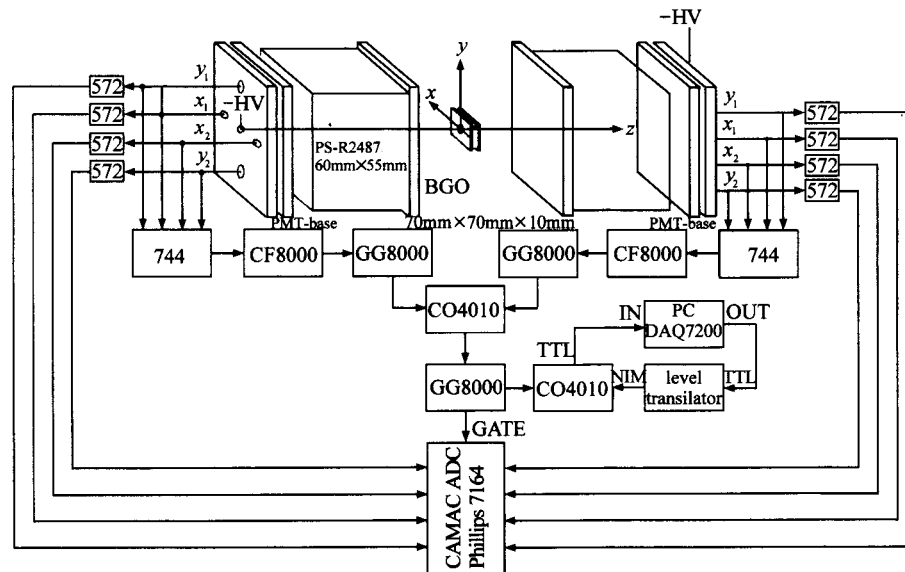 -HV
y
y₁
572
x
y₁
572
572
x₁
-HV
x₁
572
572
x₂
z
x₂
572
PS-R2487
60mm×55mm
572
y₂
BGO
y₂
572
PMT-base
70mm×70mm×10mm
PMT-base
744
CF8000
GG8000
GG8000
CF8000
744
CO4010
IN
PC
DAQ7200
OUT
TTL
GG8000
CO4010
NIM
level
transilator
TTL
GATE
CAMAC ADC
Phillips 7164